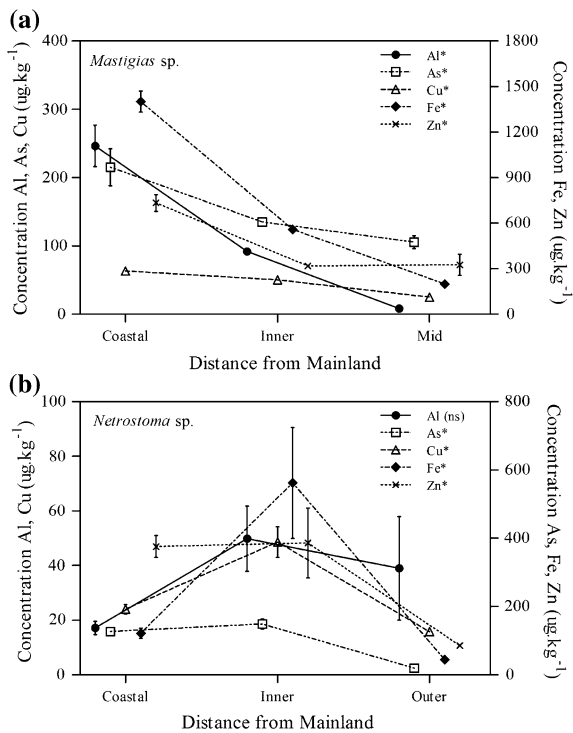 (a)
Mastigias sp.
Al*
As*
Cu*
Fe*
Zn*
Concentration Al, As, Cu (ug.kg-1)
400
300
200
100
0
Concentration Fe, Zn (ug.kg-1)
1800
1500
1200
900
600
300
0
Coastal Inner Mid
Distance from Mainland
(b)
Netrostoma sp.
Al (ns)
As*
Cu*
Fe*
Zn*
Concentration Al, Cu (ug.kg-1)
100
80
60
40
20
0
Concentration As, Fe, Zn (ug.kg-1)
800
600
400
200
0
Coastal Inner Outer
Distance from Mainland